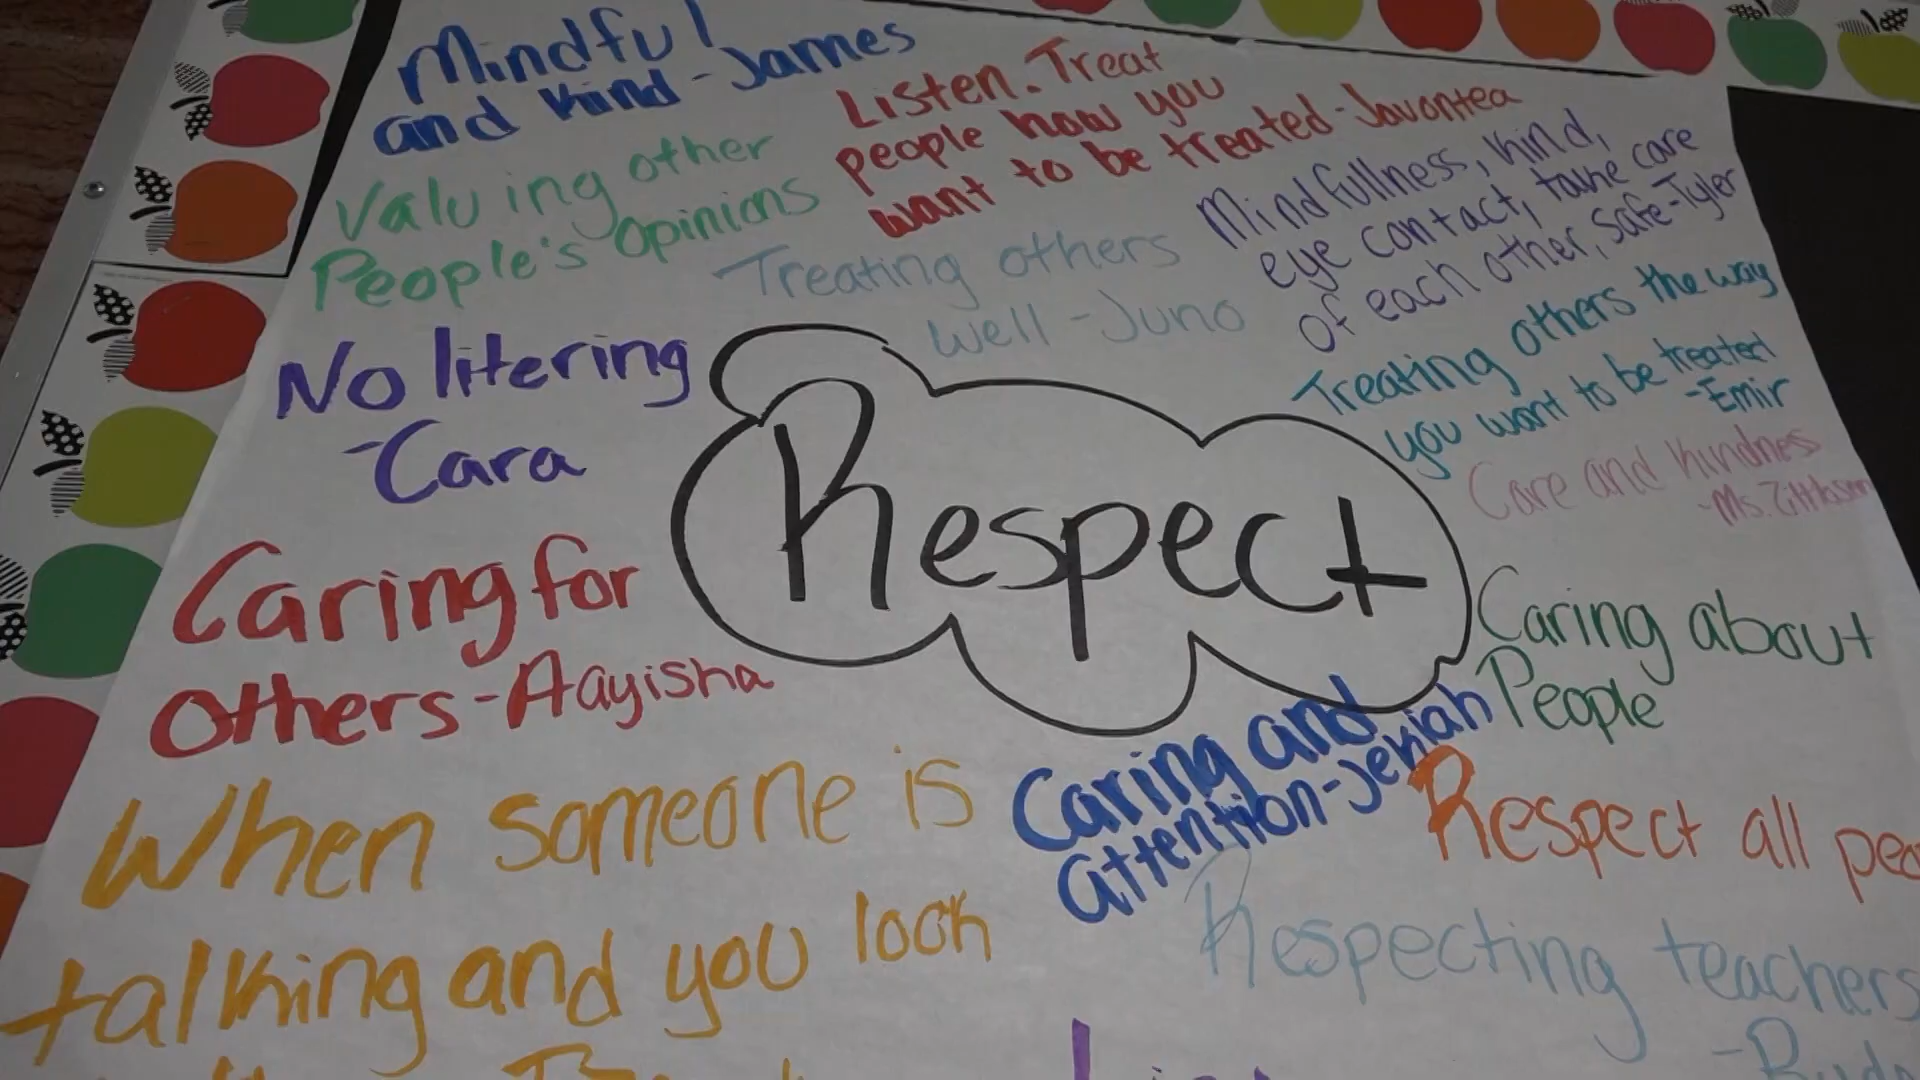 Mindful
and kind - James
Listen. Treat
people how you
want to be treated - Javontea
Valuing other
People's opinions
Treating others
well - Juno
Mindfullness, kind,
eye contact, take care
of each other, safe - Tyler
Treating others the way
you want to be treated
- Emir
Care and kindness
- Ms.
No litering
- Cara
Respect
Caring for
others - Aayisha
Caring about
People
Caring and
attention - Jeriah
Respect all
When someone is
talking and you look
Respecting teachers